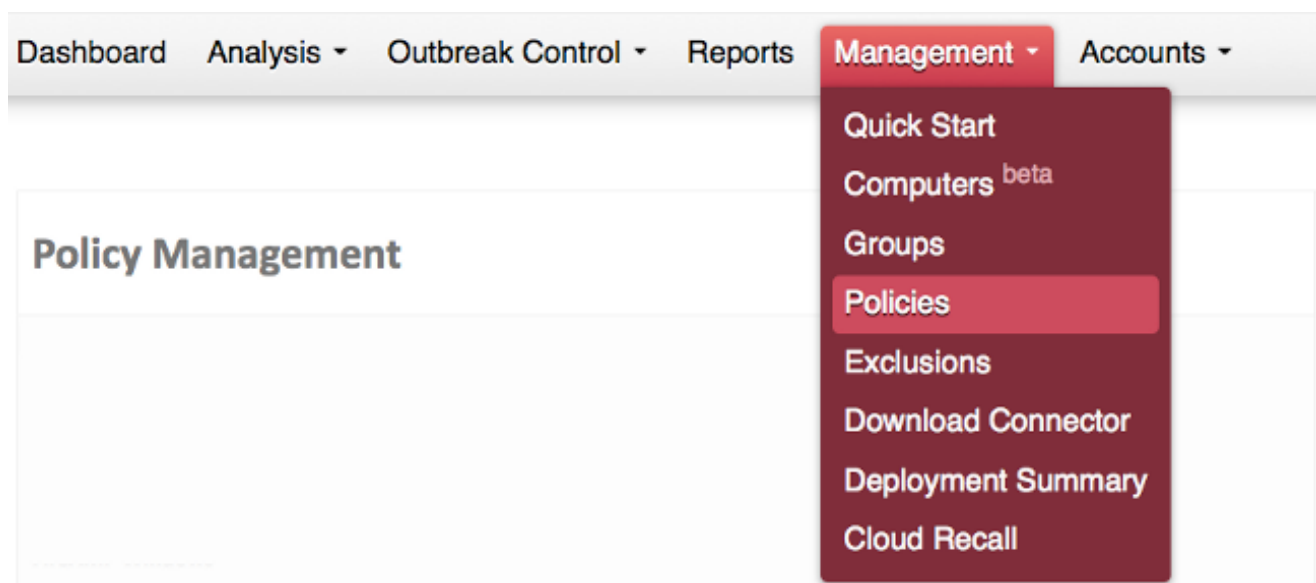 Dashboard Analysis Outbreak Control Reports Management Accounts
Quick Start
Computers beta
Groups
Policy Management
Policies
Exclusions
Download Connector
Deployment Summary
Cloud Recall